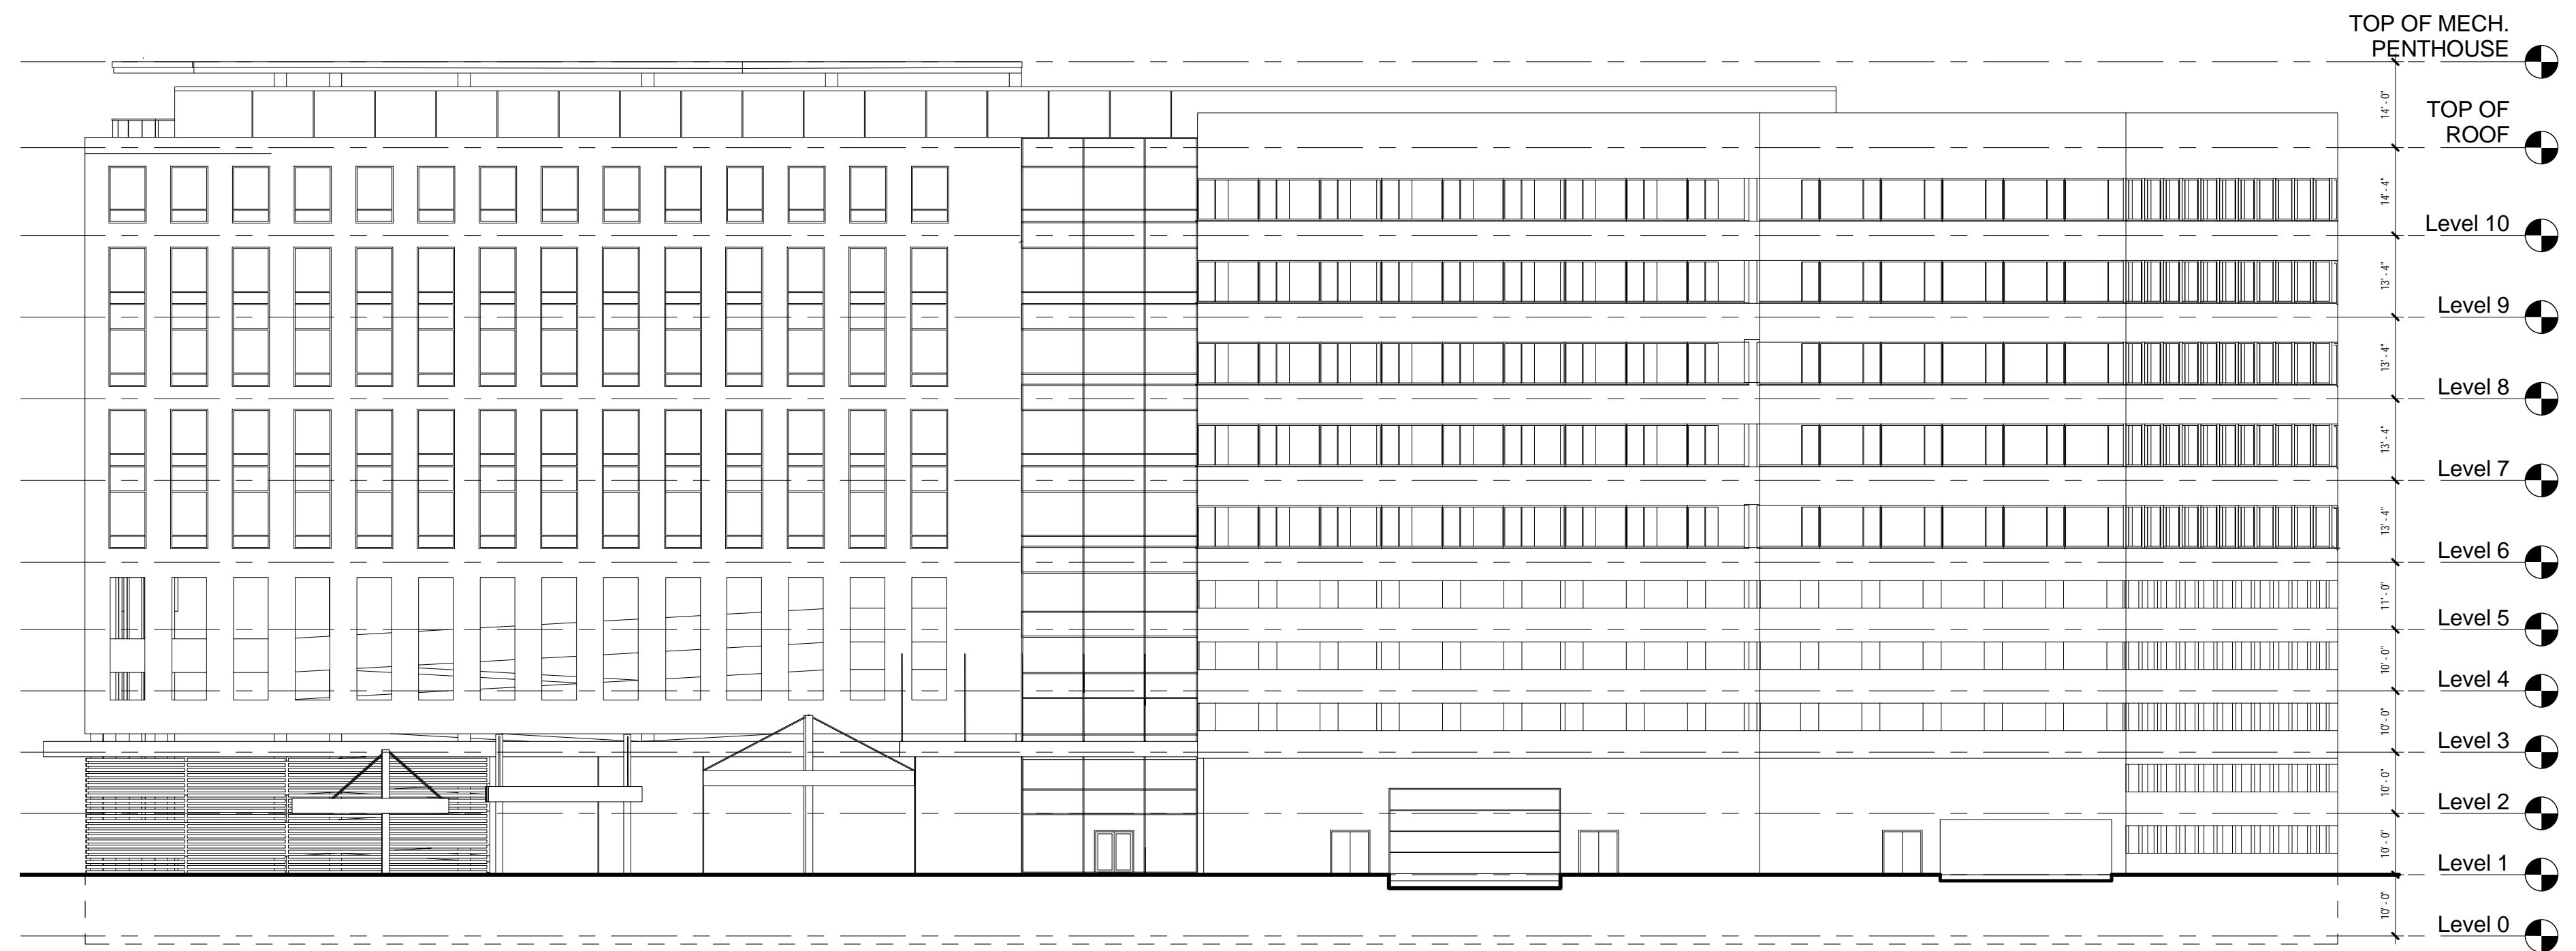 TOP OF MECH.
PENTHOUSE
14' - 0"
TOP OF
ROOF
14' - 4"
Level 10
13' - 4"
Level 9
13' - 4"
Level 8
13' - 4"
Level 7
13' - 4"
Level 6
11' - 0"
Level 5
10' - 0"
Level 4
10' - 0"
Level 3
10' - 0"
Level 2
10' - 0"
Level 1
10' - 0"
Level 0